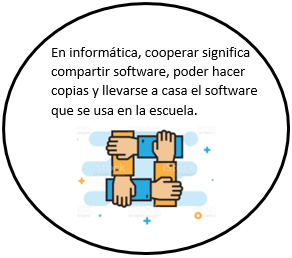 En informática, cooperar significa
compartir software, poder hacer
copias y llevarse a casa el software
que se usa en la escuela.